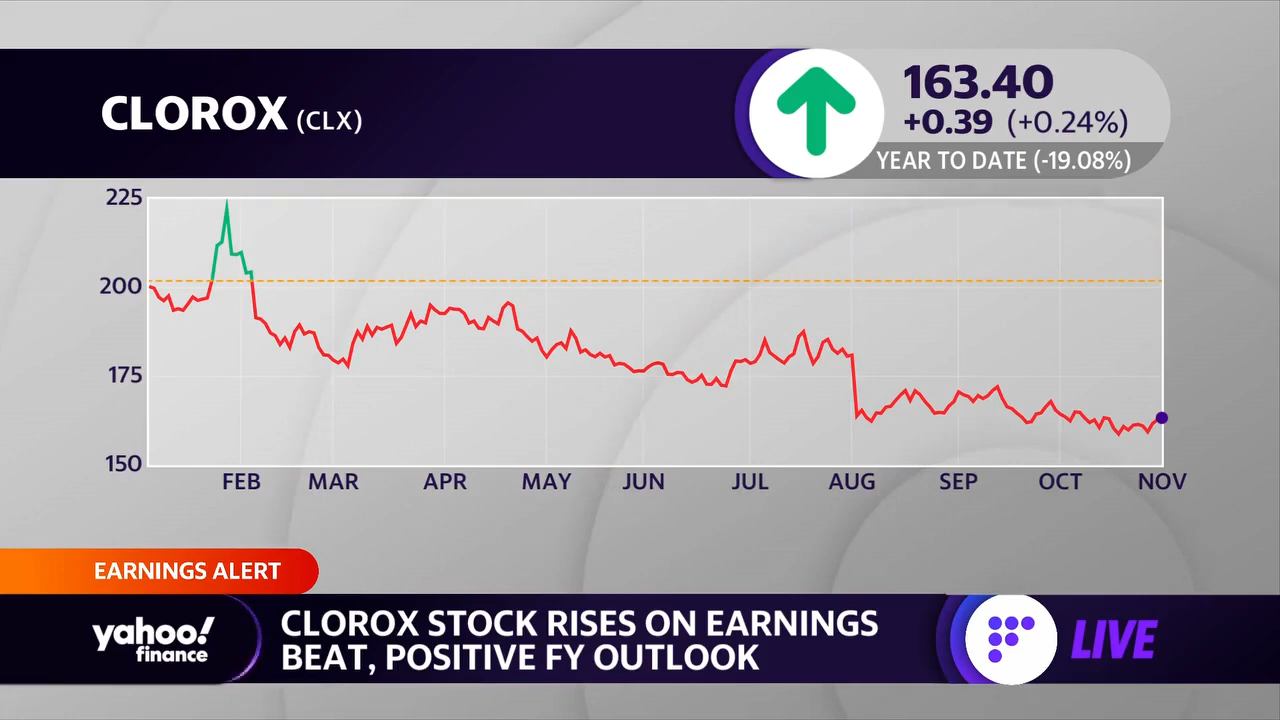 CLOROX (CLX)
163.40
+0.39 (+0.24%)
YEAR TO DATE (-19.08%)
225
200
175
150
FEB MAR APR MAY JUN JUL AUG SEP OCT NOV
EARNINGS ALERT
yahoo!
finance
CLOROX STOCK RISES ON EARNINGS
BEAT, POSITIVE FY OUTLOOK
LIVE